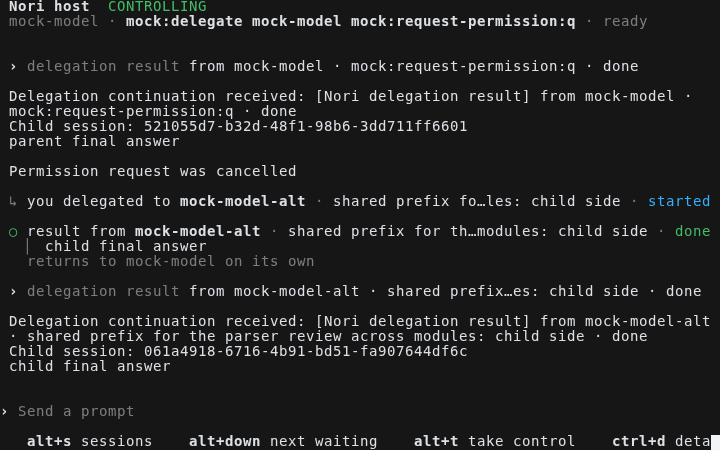 Nori host  CONTROLLING
mock-model · mock:delegate mock-model mock:request-permission:q · ready
› delegation result from mock-model · mock:request-permission:q · done
Delegation continuation received: [Nori delegation result] from mock-model ·
mock:request-permission:q · done
Child session: 521055d7-b32d-48f1-98b6-3dd711ff6601
parent final answer
Permission request was cancelled
↳ you delegated to mock-model-alt · shared prefix fo…les: child side · started
○ result from mock-model-alt · shared prefix for th…modules: child side · done
│ child final answer
returns to mock-model on its own
› delegation result from mock-model-alt · shared prefix…es: child side · done
Delegation continuation received: [Nori delegation result] from mock-model-alt
· shared prefix for the parser review across modules: child side · done
Child session: 061a4918-6716-4b91-bd51-fa907644df6c
child final answer
› Send a prompt
alt+s sessions    alt+down next waiting    alt+t take control    ctrl+d deta